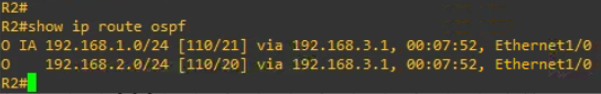 R2#
R2#show ip route ospf
O IA 192.168.1.0/24 [110/21] via 192.168.3.1, 00:07:52, Ethernet1/0
O    192.168.2.0/24 [110/20] via 192.168.3.1, 00:07:52, Ethernet1/0
R2#